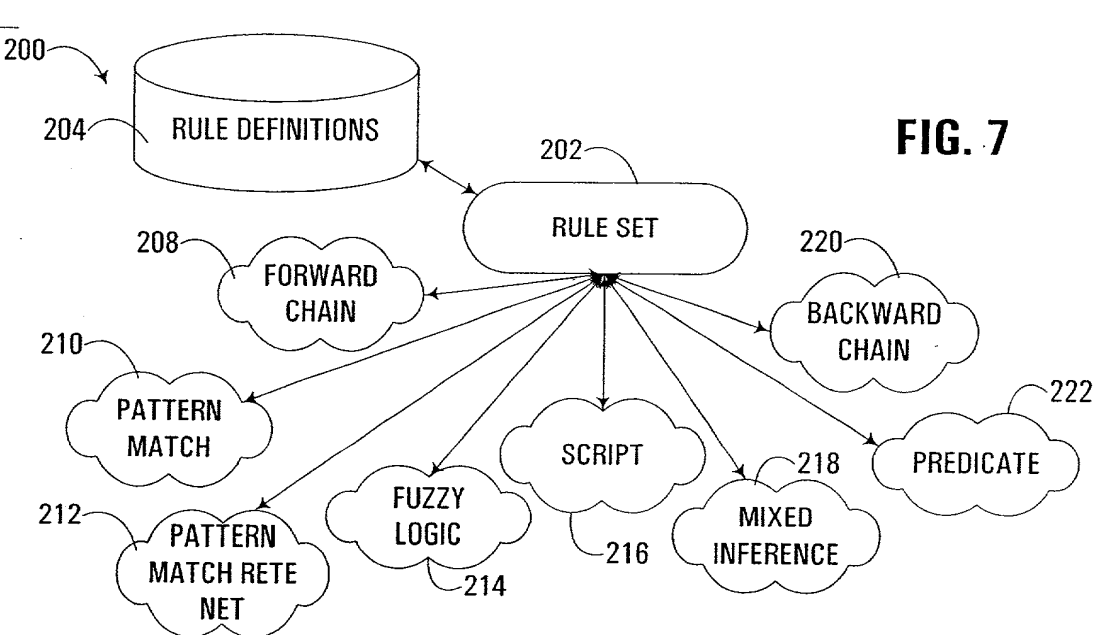 200
204
RULE DEFINITIONS
FIG. 7
202
RULE SET
208
FORWARD
CHAIN
220
BACKWARD
CHAIN
210
PATTERN
MATCH
222
PREDICATE
SCRIPT
216
218
MIXED
INFERENCE
FUZZY
LOGIC
214
212
PATTERN
MATCH RETE
NET